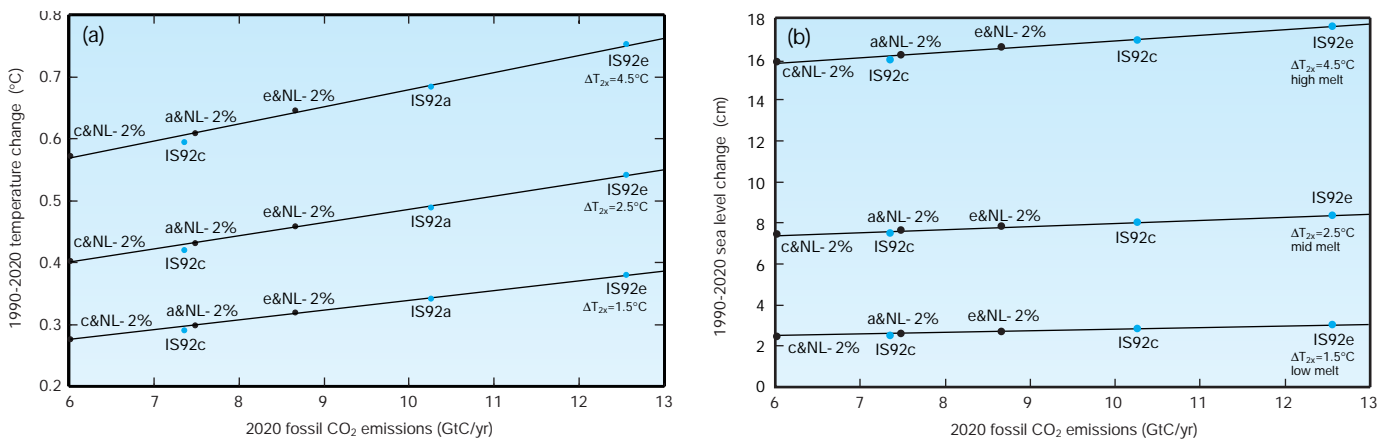 (a)
1990-2020 temperature change (°C)
0.8
0.7
0.6
0.5
0.4
0.3
0.2
c&NL- 2%
a&NL- 2%
IS92c
e&NL- 2%
IS92a
IS92e
ΔT2x=4.5°C
c&NL- 2%
a&NL- 2%
IS92c
e&NL- 2%
IS92a
IS92e
ΔT2x=2.5°C
c&NL- 2%
a&NL- 2%
IS92c
e&NL- 2%
IS92a
IS92e
ΔT2x=1.5°C
6 7 8 9 10 11 12 13
2020 fossil CO2 emissions (GtC/yr)
(b)
1990-2020 sea level change (cm)
18
16
14
12
10
8
6
4
2
0
c&NL- 2%
a&NL- 2%
IS92c
e&NL- 2%
IS92c
IS92e
ΔT2x=4.5°C
high melt
c&NL- 2%
a&NL- 2%
IS92c
e&NL- 2%
IS92c
IS92e
ΔT2x=2.5°C
mid melt
c&NL- 2%
a&NL- 2%
IS92c
e&NL- 2%
IS92c
IS92e
ΔT2x=1.5°C
low melt
6 7 8 9 10 11 12 13
2020 fossil CO2 emissions (GtC/yr)